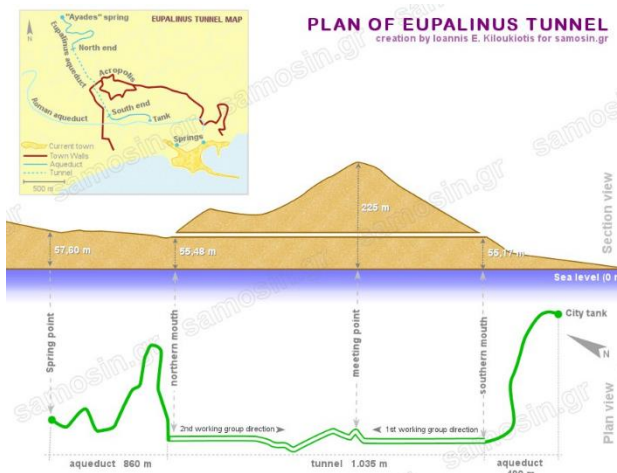 PLAN OF EUPALINUS TUNNEL
creation by Ioannis E. Kiloukiotis for samosin.gr
EUPALINUS TUNNEL MAP
"Ayades" spring
N
North end
Eupalinus aqueduct
Acropolis
South end
Tank
aqueduct
Springs
Current town
Town Walls
Aqueduct
Tunnel
500 m
samosin.gr
225 m
57,60 m
55,48 m
55,17 m
Section view
Sea level (0
Spring point
northern mouth
meeting point
southern mouth
City tank
N
Plan view
2nd working group direction
1st working group direction
aqueduct 860 m
tunnel 1.035 m
aqueduct